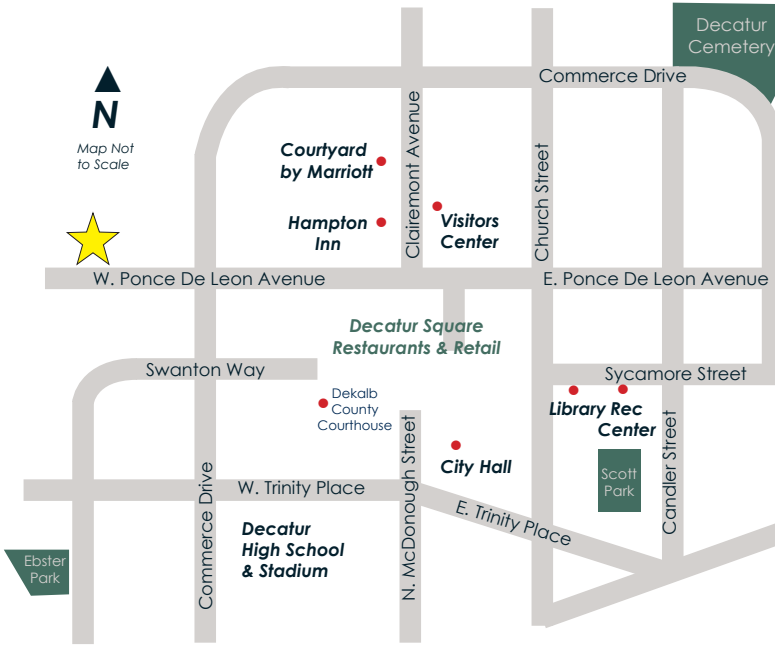 Decatur
Cemetery
Commerce Drive
N
Map Not
to Scale
Courtyard
by Marriott
Clairemont Avenue
Church Street
Hampton
Inn
Visitors
Center
W. Ponce De Leon Avenue
E. Ponce De Leon Avenue
Decatur Square
Restaurants & Retail
Swanton Way
Sycamore Street
Dekalb
County
Courthouse
Library Rec
Center
City Hall
N. McDonough Street
Candler Street
Scott
Park
Commerce Drive
W. Trinity Place
E. Trinity Place
Decatur
High School
& Stadium
Ebster
Park